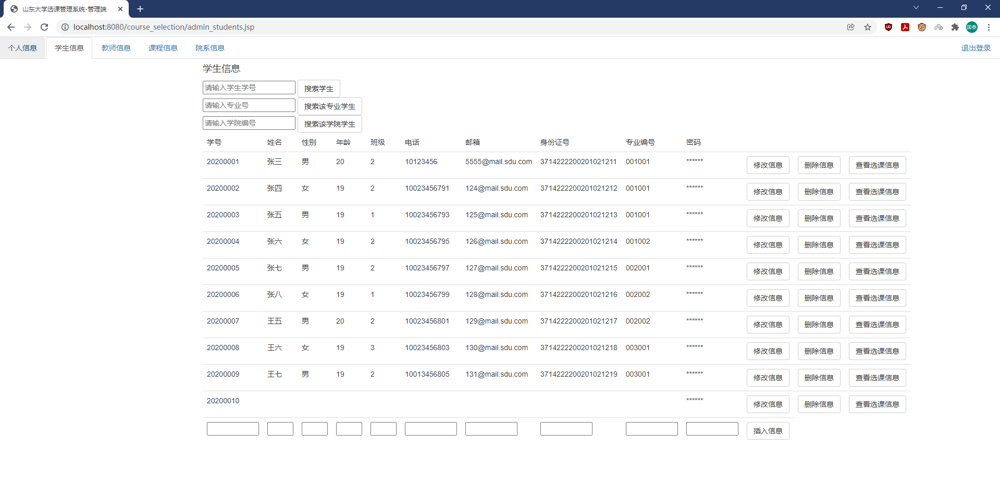 山东大学选课管理系统-管理端
localhost:8080/course_selection/admin_students.jsp
国泰
个人信息 学生信息 教师信息 课程信息 院系信息 退出登录
学生信息
请输入学生学号 搜索学生
请输入专业号 搜索该专业学生
请输入学院编号 搜索该学院学生
学号 姓名 性别 年龄 班级 电话 邮箱 身份证号 专业编号 密码
20200001 张三 男 20 2 10123456 5555@mail.sdu.com 3714222200201021211 001001 ****** 修改信息 删除信息 查看选课信息
20200002 张四 女 19 2 10023456791 124@mail.sdu.com 3714222200201021212 001001 ****** 修改信息 删除信息 查看选课信息
20200003 张五 男 19 1 10023456793 125@mail.sdu.com 3714222200201021213 001001 ****** 修改信息 删除信息 查看选课信息
20200004 张六 女 19 2 10023456795 126@mail.sdu.com 3714222200201021214 001002 ****** 修改信息 删除信息 查看选课信息
20200005 张七 男 19 2 10023456797 127@mail.sdu.com 3714222200201021215 002001 ****** 修改信息 删除信息 查看选课信息
20200006 张八 女 19 1 10023456799 128@mail.sdu.com 3714222200201021216 002002 ****** 修改信息 删除信息 查看选课信息
20200007 王五 男 20 2 10023456801 129@mail.sdu.com 3714222200201021217 002002 ****** 修改信息 删除信息 查看选课信息
20200008 王六 女 19 3 10023456803 130@mail.sdu.com 3714222200201021218 003001 ****** 修改信息 删除信息 查看选课信息
20200009 王七 男 19 2 10013456805 131@mail.sdu.com 3714222200201021219 003001 ****** 修改信息 删除信息 查看选课信息
20200010 ****** 修改信息 删除信息 查看选课信息
插入信息